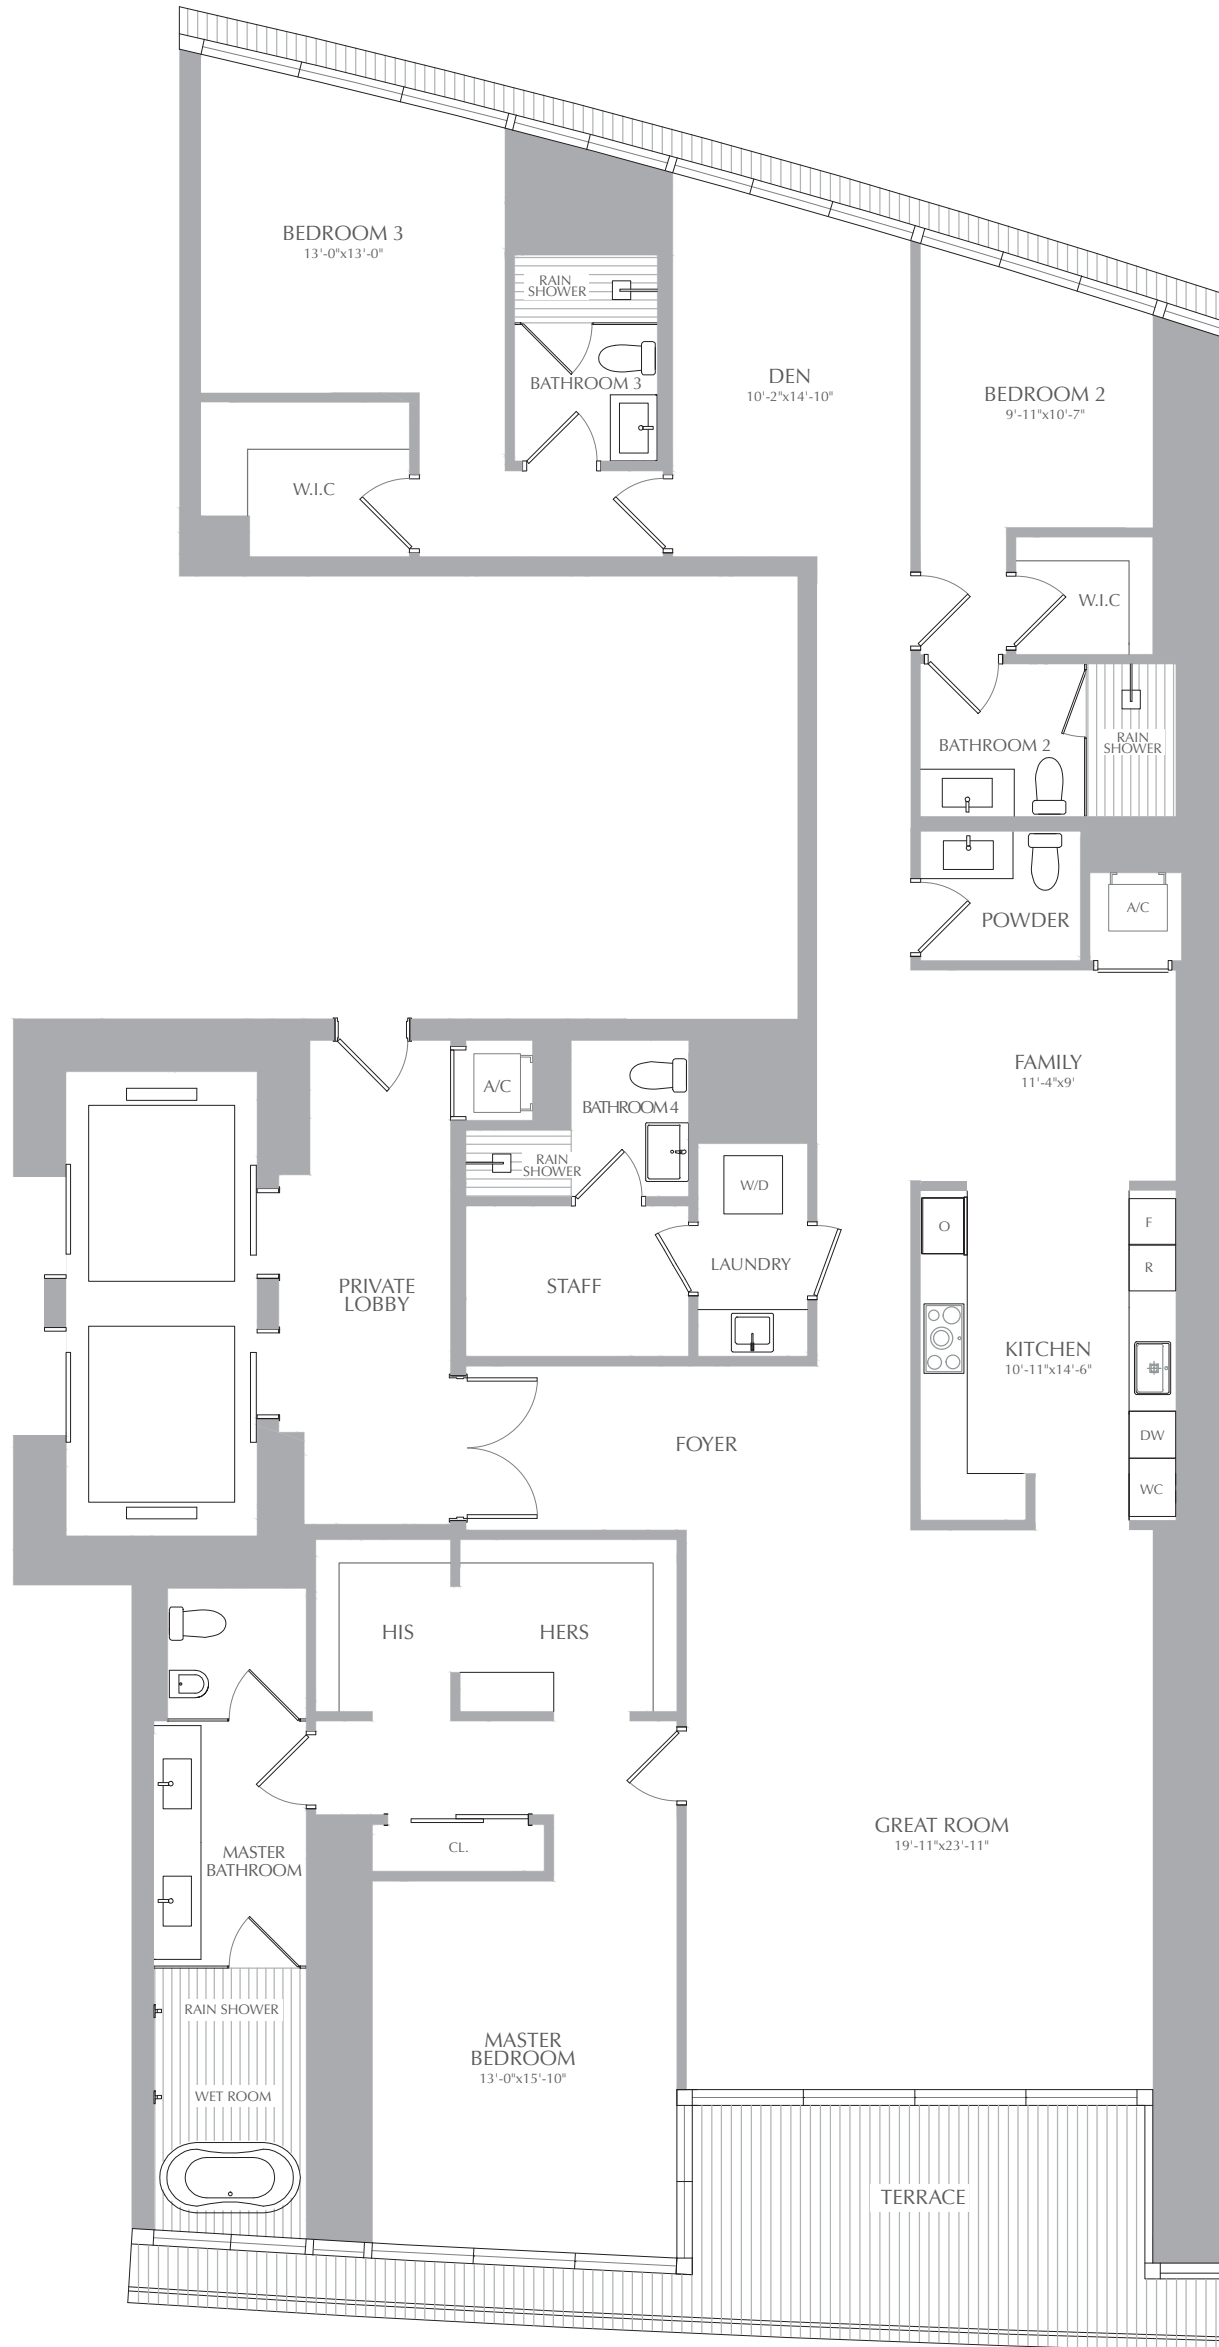 BEDROOM 3
13'-0"x13'-0"
RAIN
SHOWER
BATHROOM 3
DEN
10'-2"x14'-10"
BEDROOM 2
9'-11"x10'-7"
W.I.C
W.I.C
BATHROOM 2
RAIN
SHOWER
POWDER
A/C
FAMILY
11'-4"x9'
A/C
BATHROOM 4
RAIN
SHOWER
W/D
LAUNDRY
STAFF
PRIVATE
LOBBY
O
F
R
KITCHEN
10'-11"x14'-6"
DW
WC
FOYER
HIS
HERS
GREAT ROOM
19'-11"x23'-11"
CL.
MASTER
BATHROOM
RAIN SHOWER
WET ROOM
MASTER
BEDROOM
13'-0"x15'-10"
TERRACE